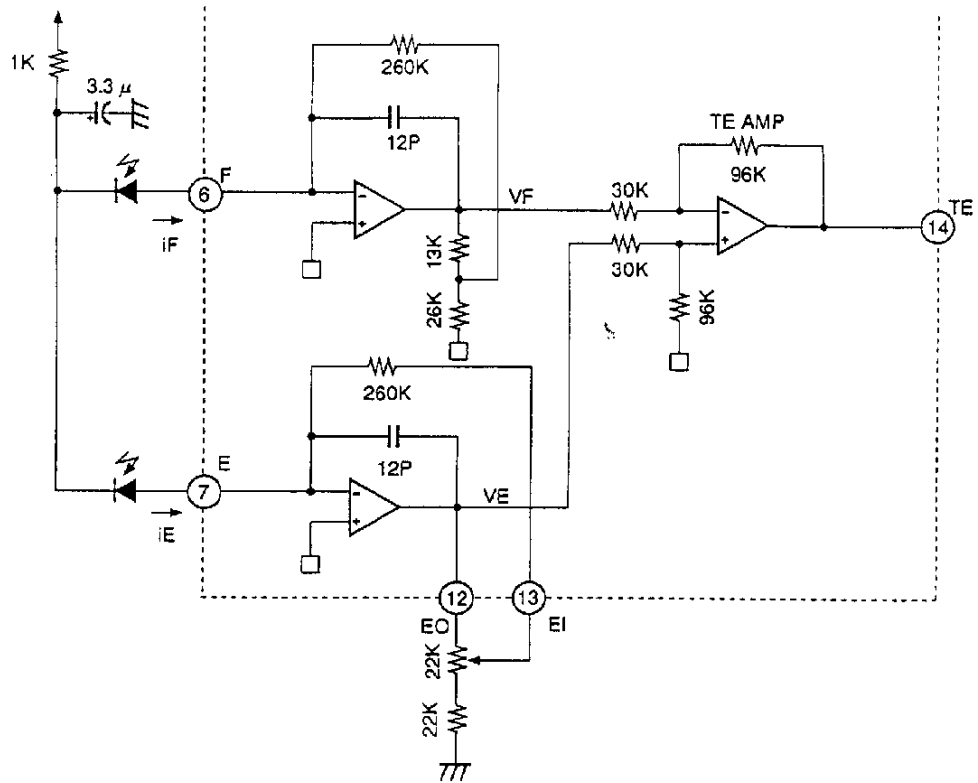 1K
3.3 μ
260K
12P
TE AMP
96K
6
F
iF
VF
30K
30K
13K
26K
96K
TE
14
260K
12P
7
E
iE
VE
12
13
EO
EI
22K
22K